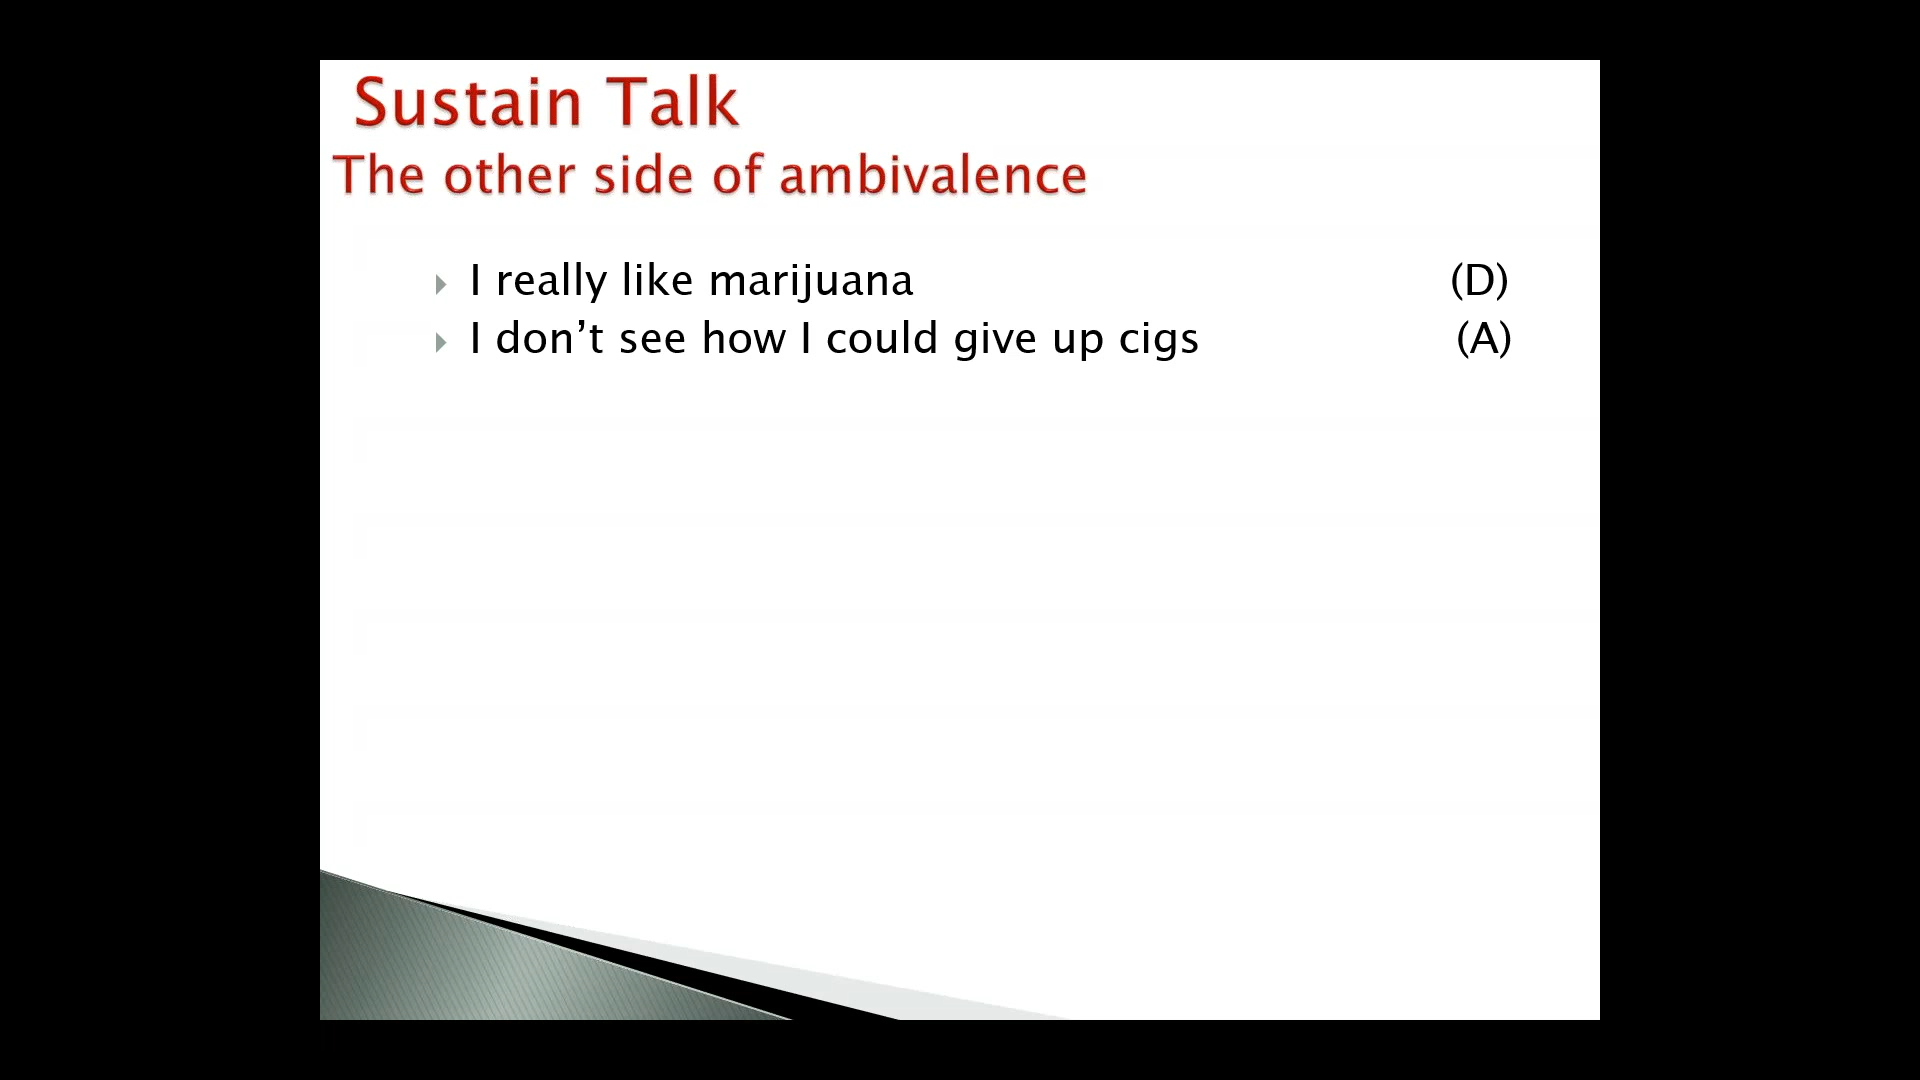 Sustain Talk
The other side of ambivalence
I really like marijuana (D)
I don’t see how I could give up cigs (A)